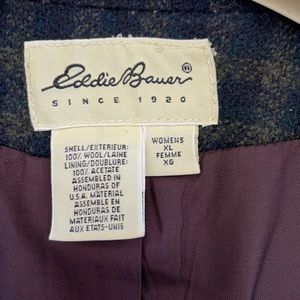 Eddie Bauer®
SINCE 1920
SHELL/EXTERIEUR:
100% WOOL/LAINE
LINING/DOUBLURE:
100% ACETATE
ASSEMBLED IN
HONDURAS OF
U.S.A. MATERIAL
ASSEMBLE EN
HONDURAS DE
MATERIAUX FAIT
AUX ETATS-UNIS
WOMENS
XL
FEMME
XG